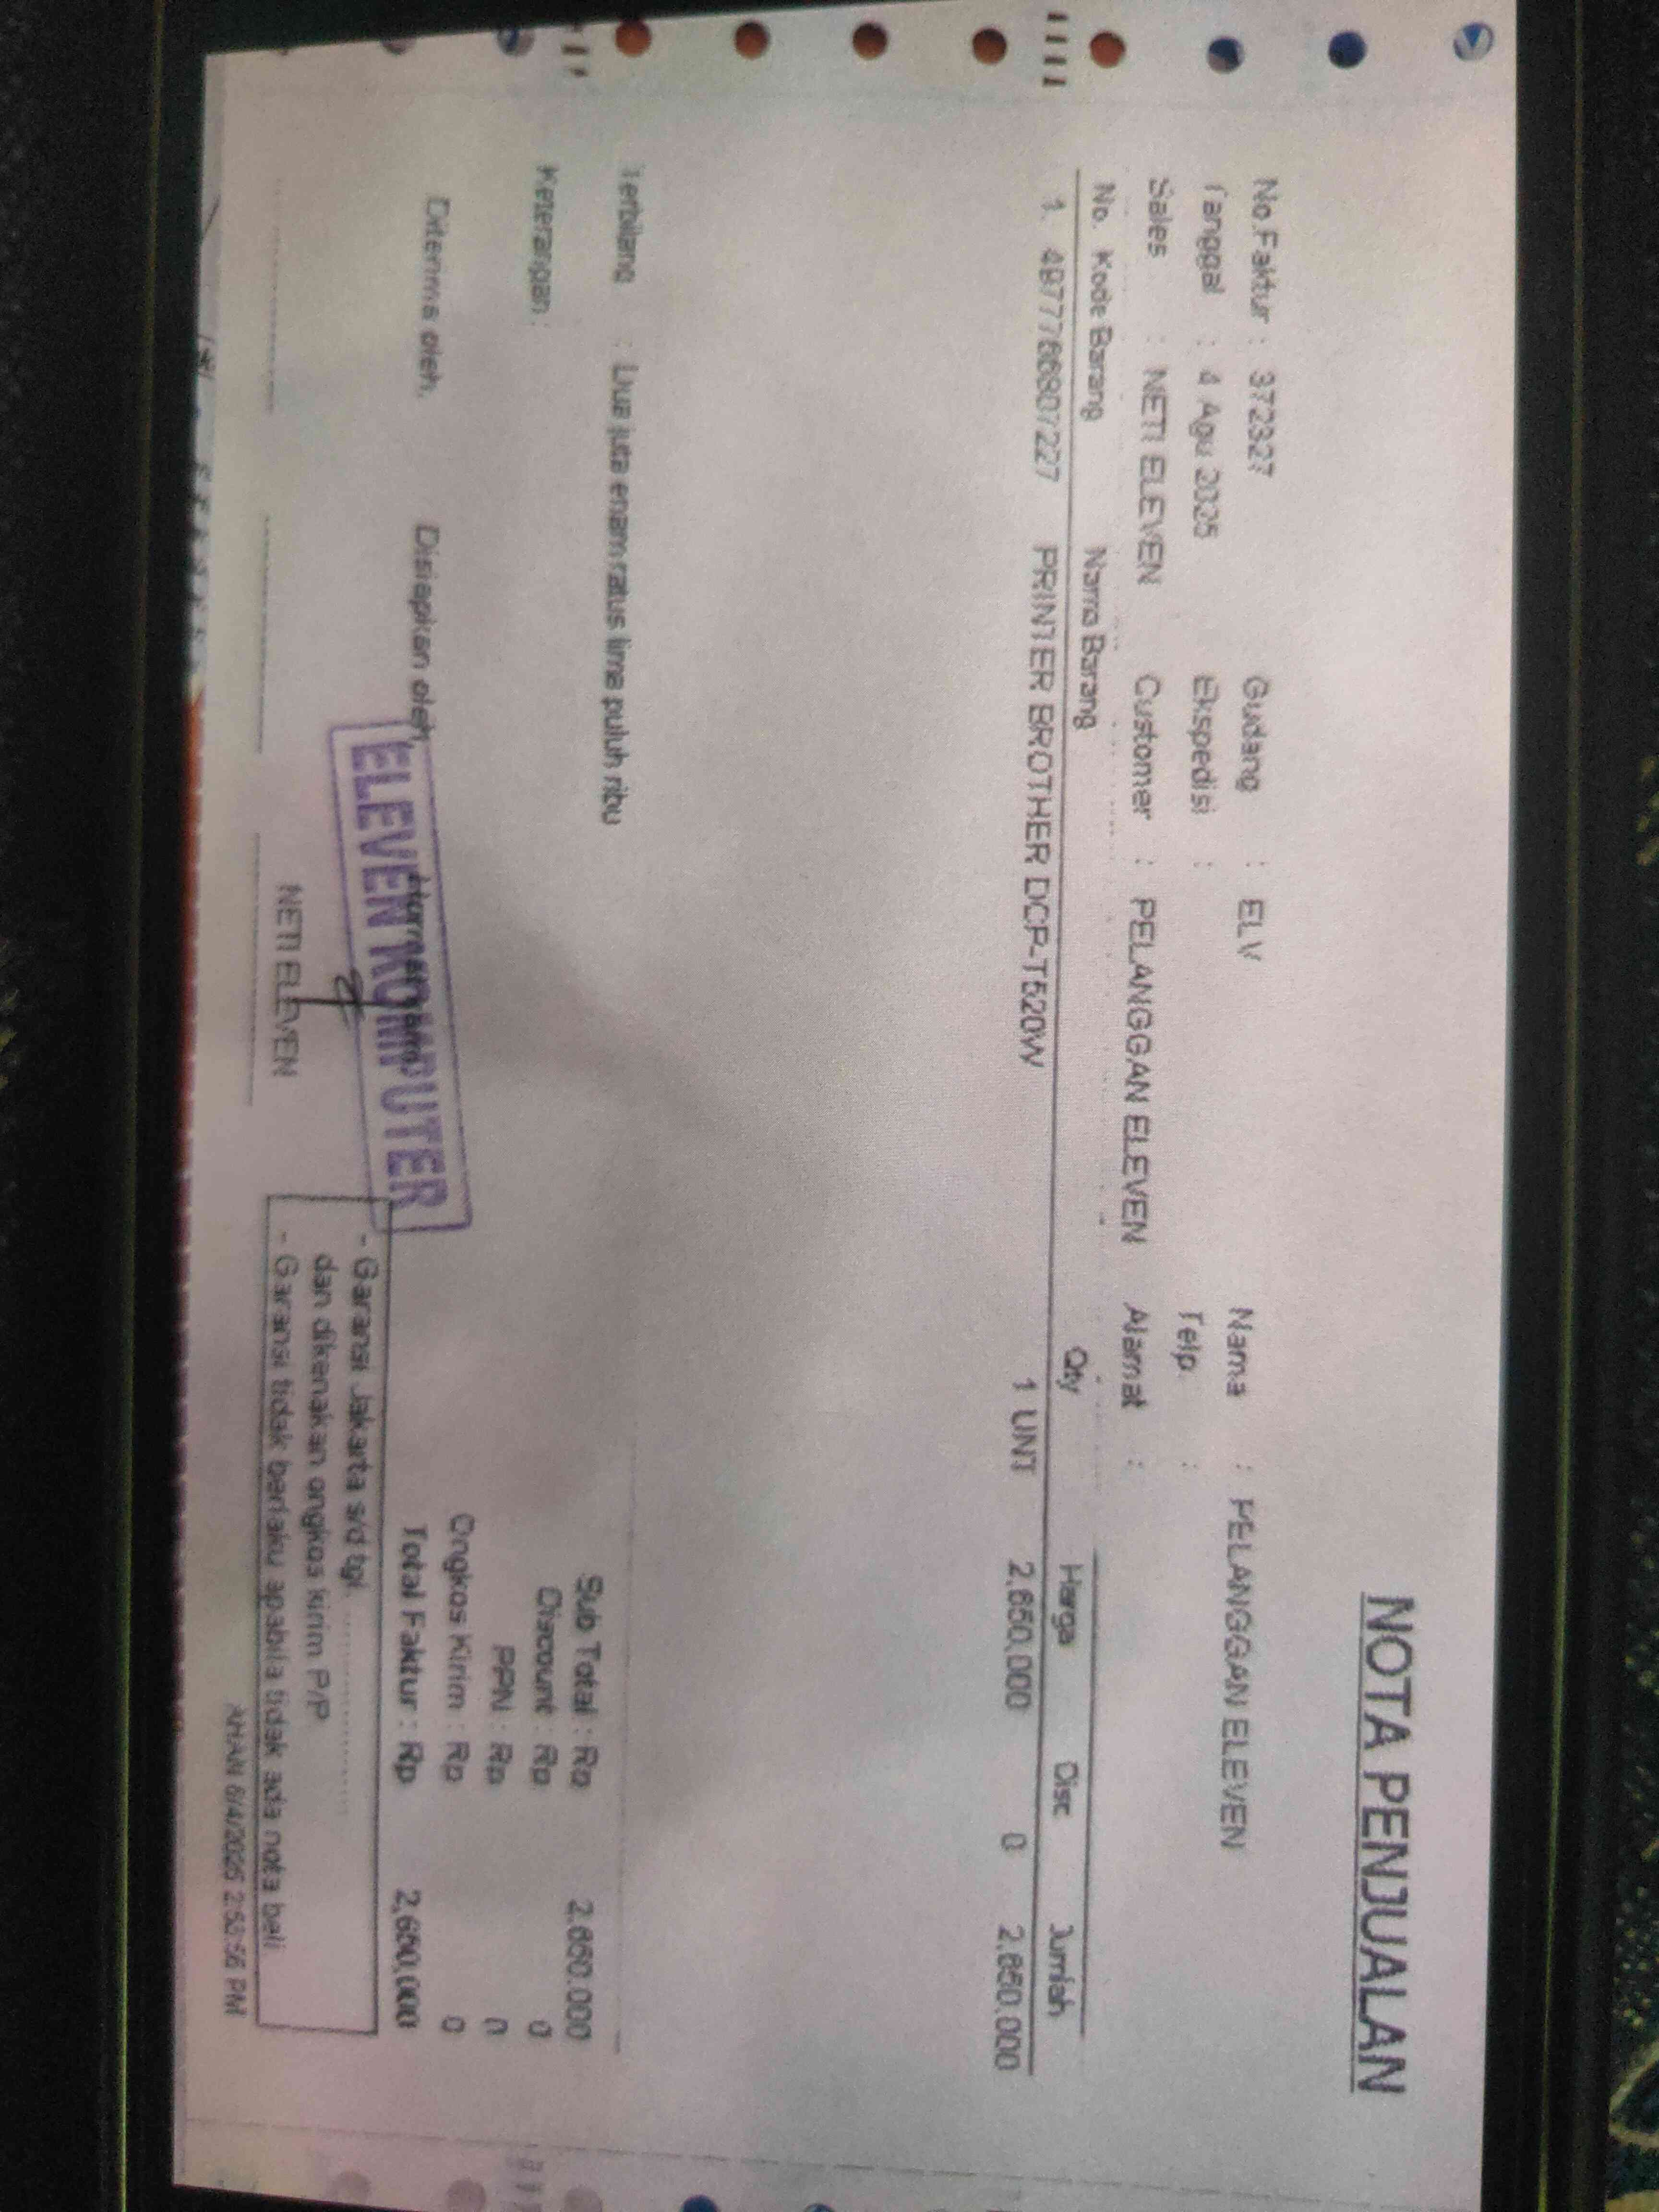 NOTA PENJUALAN
No.Faktur : 372327 Gudang : ELV Nama : PELANGGAN ELEVEN
Tanggal : 4 Agu 2025 Ekspedisi : Telp. :
Sales : NETI ELEVEN Customer : PELANGGAN ELEVEN Alamat :
No. Kode Barang Nama Barang Qty Harga Disc Jumlah
1. 4977766807227 PRINTER BROTHER DCP-T520W 1 UNT 2,650,000 0 2,650,000
Terbilang : Dua juta enam ratus lima puluh ribu
Sub Total : Rp 2,650,000
Keterangan :
Discount : Rp 0
PPN : Rp 0
Ongkos Kirim : Rp 0
Diterima oleh, Disiapkan oleh, Hormat kami
Total Faktur : Rp 2,650,000
ELEVEN KOMPUTER
- Garansi Jakarta s/d tgl. ................
dan dikenakan ongkos kirim P/P
NETI ELEVEN
- Garansi tidak berlaku apabila tidak ada nota beli
2:53:56 PM